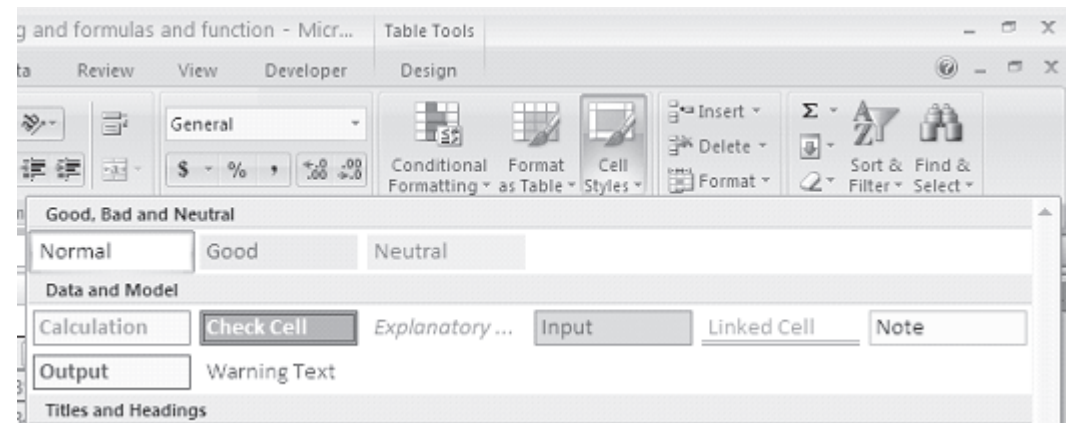 g and formulas and function - Micr... Table Tools
ta Review View Developer Design
General Insert Σ
Delete
$ % , Conditional Formatting Format as Table Cell Styles Format Sort & Filter Find & Select
Good, Bad and Neutral
Normal Good Neutral
Data and Model
Calculation Check Cell Explanatory ... Input Linked Cell Note
Output Warning Text
Titles and Headings